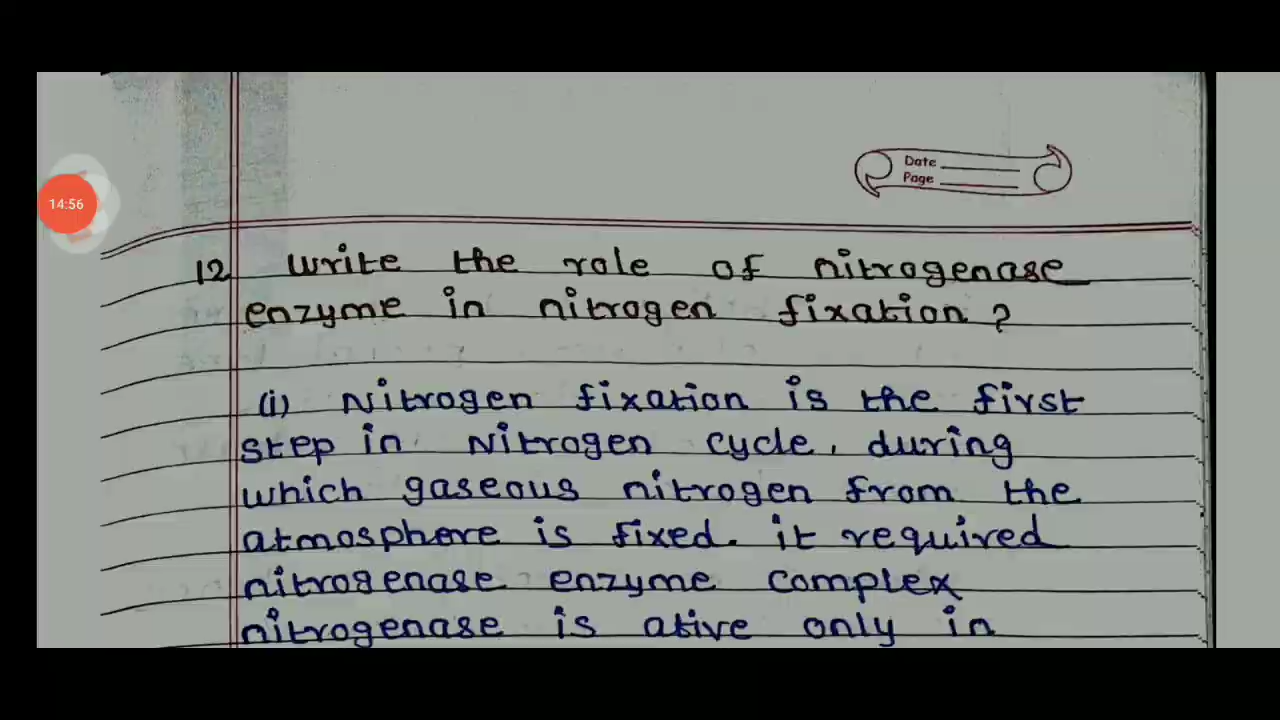 Date
Page
14:56
12 Write the role of nitrogenase
enzyme in nitrogen fixation ?
(i) Nitrogen fixation is the first
step in Nitrogen cycle, during
which gaseous nitrogen from the
atmosphere is fixed. it required
nitrogenase enzyme complex
nitrogenase is ative only in